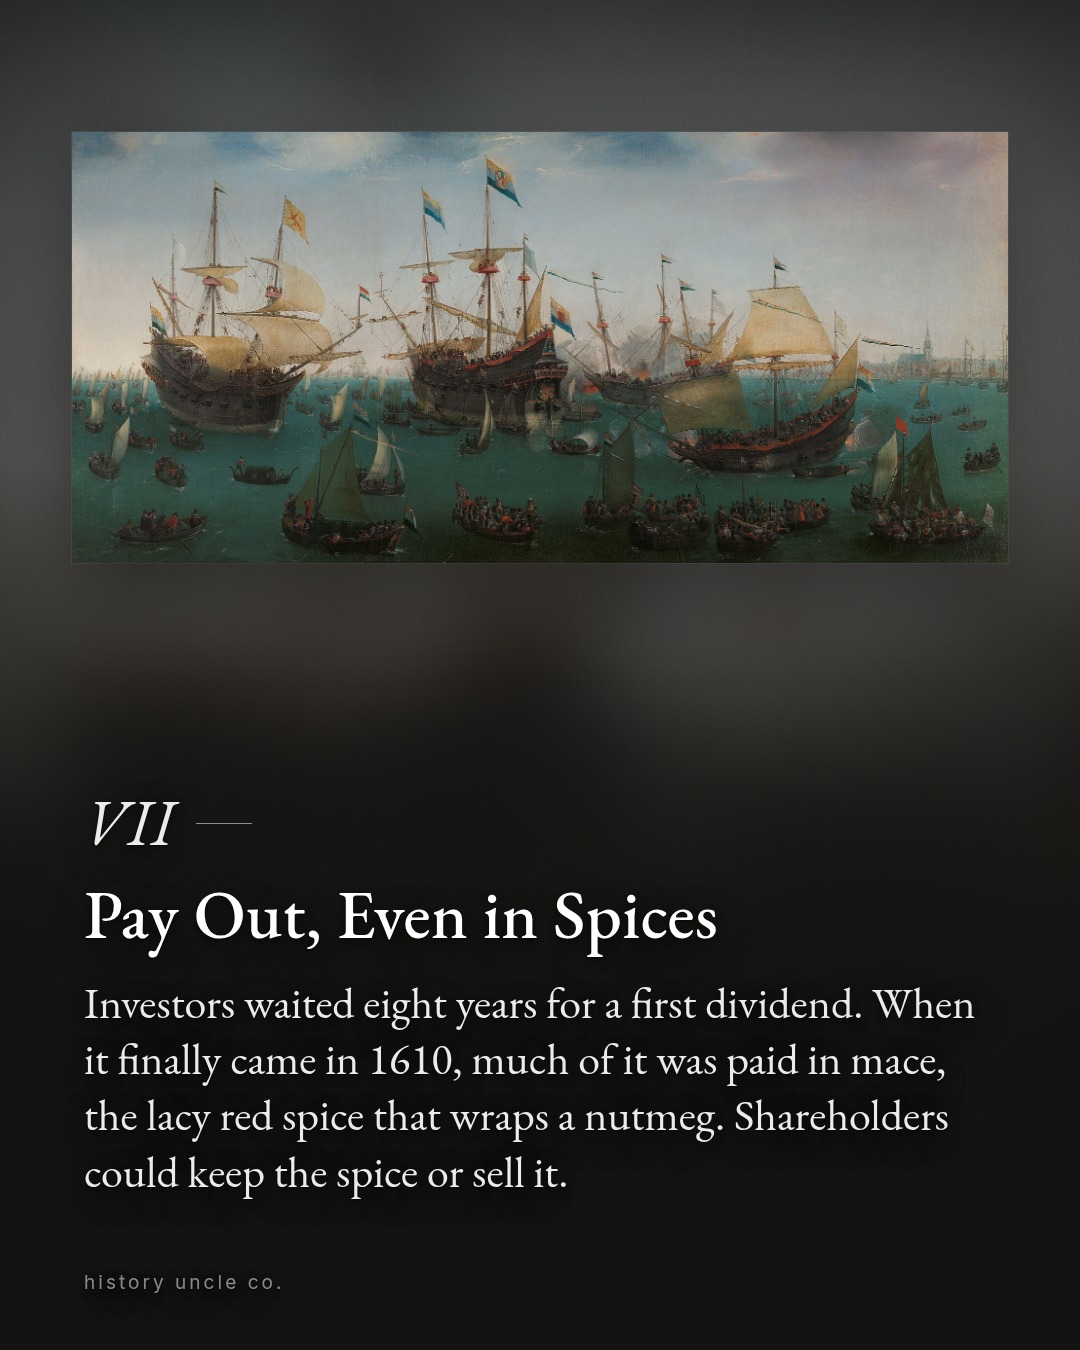 VII
Pay Out, Even in Spices
Investors waited eight years for a first dividend. When
it finally came in 1610, much of it was paid in mace,
the lacy red spice that wraps a nutmeg. Shareholders
could keep the spice or sell it.
history uncle co.